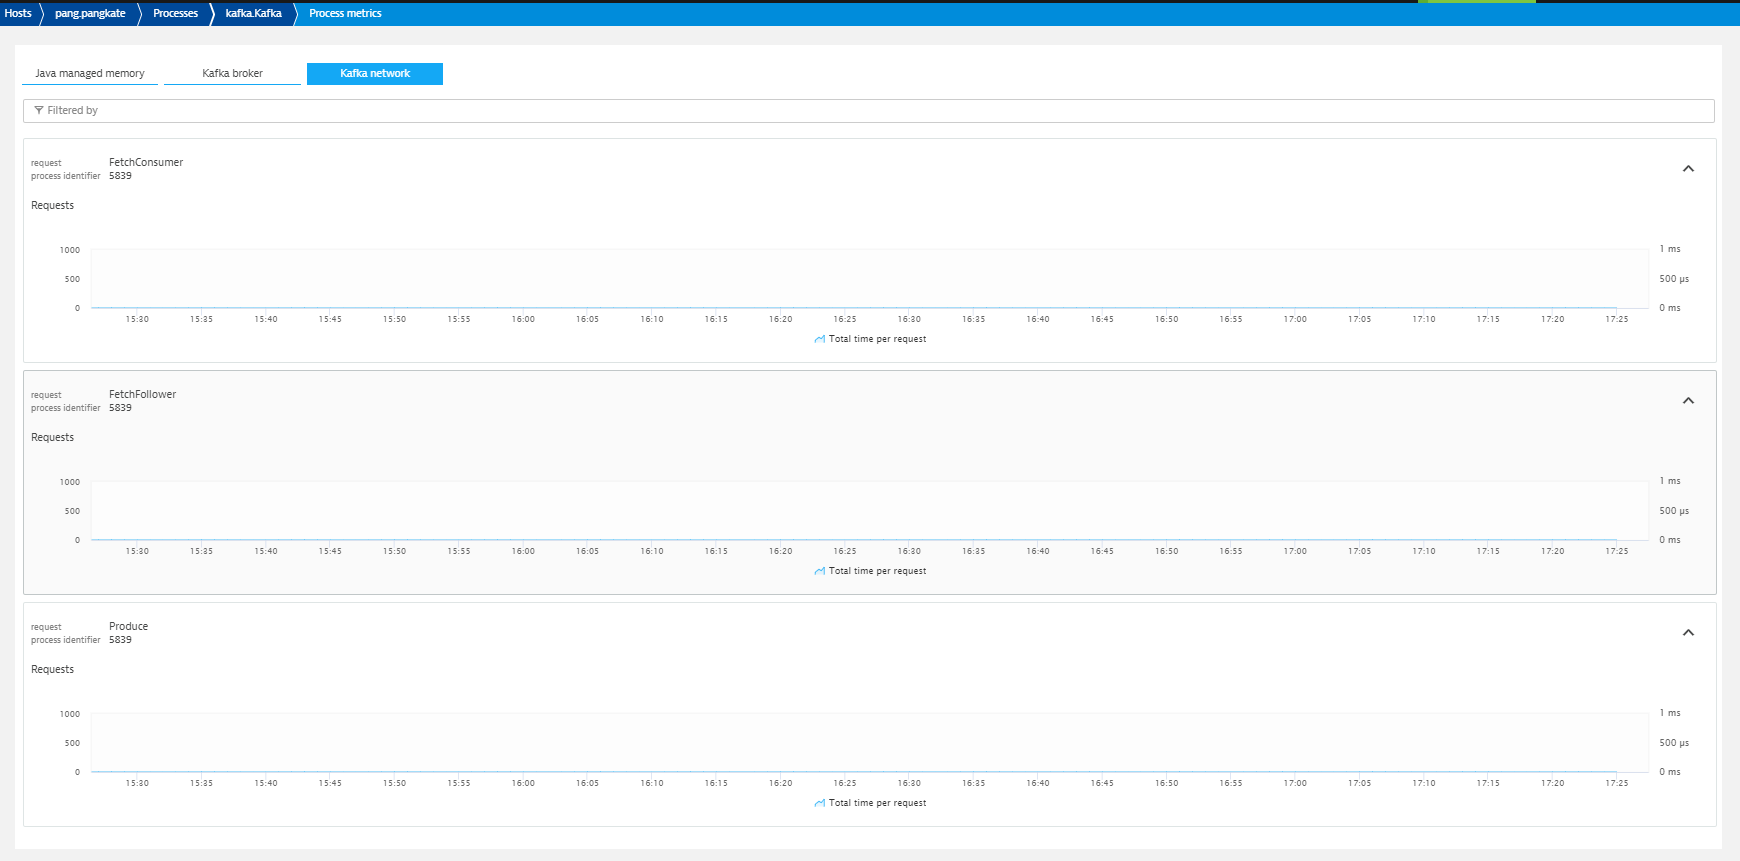 Hosts pang.pangkate Processes kafka.Kafka Process metrics
Java managed memory Kafka broker Kafka network
Filtered by
request FetchConsumer
process identifier 5839
Requests
1000 1 ms
500 500 µs
0 0 ms
15:30 15:35 15:40 15:45 15:50 15:55 16:00 16:05 16:10 16:15 16:20 16:25 16:30 16:35 16:40 16:45 16:50 16:55 17:00 17:05 17:10 17:15 17:20 17:25
Total time per request
request FetchFollower
process identifier 5839
Requests
1000 1 ms
500 500 µs
0 0 ms
15:30 15:35 15:40 15:45 15:50 15:55 16:00 16:05 16:10 16:15 16:20 16:25 16:30 16:35 16:40 16:45 16:50 16:55 17:00 17:05 17:10 17:15 17:20 17:25
Total time per request
request Produce
process identifier 5839
Requests
1000 1 ms
500 500 µs
0 0 ms
15:30 15:35 15:40 15:45 15:50 15:55 16:00 16:05 16:10 16:15 16:20 16:25 16:30 16:35 16:40 16:45 16:50 16:55 17:00 17:05 17:10 17:15 17:20 17:25
Total time per request